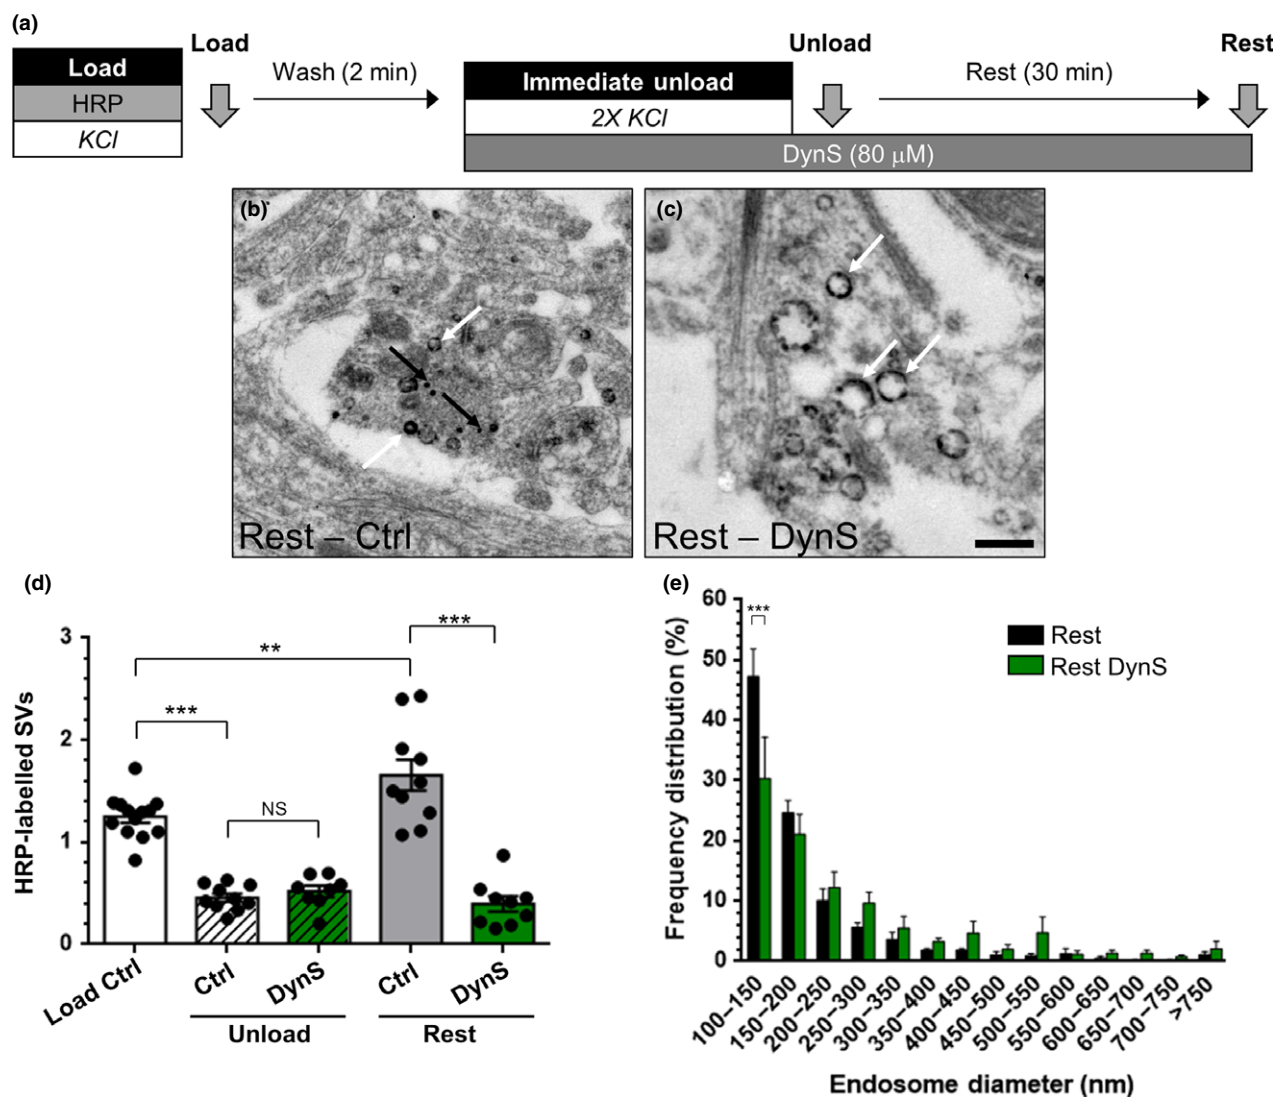 (a)
Load
Unload
Rest
Load
HRP
KCl
Wash (2 min)
Immediate unload
2X KCl
Rest (30 min)
DynS (80 μM)
(b)
Rest – Ctrl
(c)
Rest – DynS
(d)
HRP-labelled SVs
3
2
1
0
***
**
***
NS
Load Ctrl
Ctrl
DynS
Ctrl
DynS
Unload
Rest
(e)
Frequency distribution (%)
60
50
40
30
20
10
0
***
Rest
Rest DynS
100–150
150–200
200–250
250–300
300–350
350–400
400–450
450–500
500–550
550–600
600–650
650–700
700–750
>750
Endosome diameter (nm)